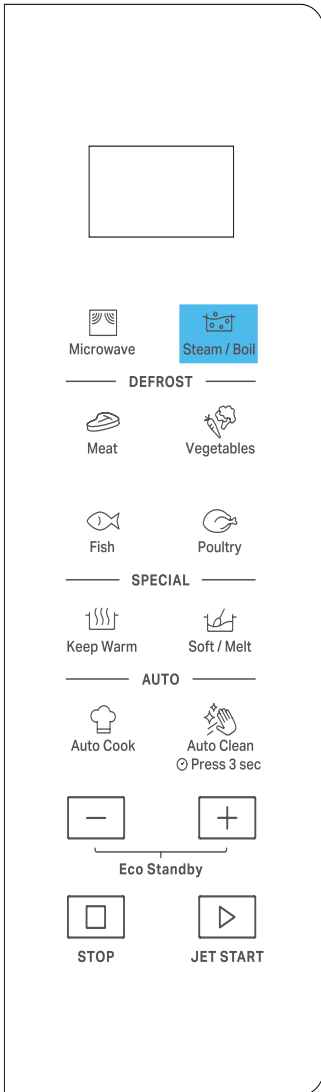 Microwave
Steam / Boil
DEFROST
Meat
Vegetables
Fish
Poultry
SPECIAL
Keep Warm
Soft / Melt
AUTO
Auto Cook
Auto Clean
Press 3 sec
Eco Standby
STOP
JET START